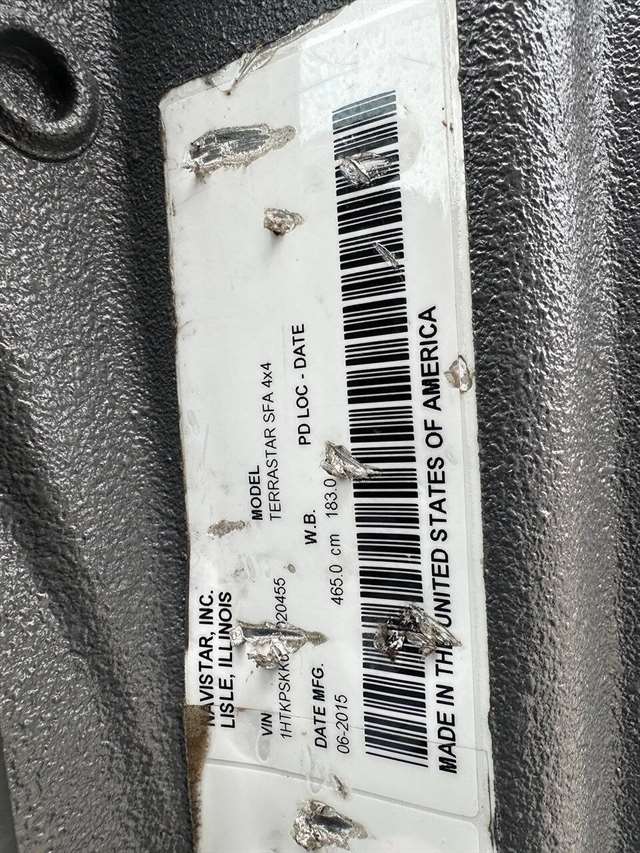 NAVISTAR, INC.
LISLE, ILLINOIS
VIN MODEL
1HTKPSKK 020455 TERRASTAR SFA 4x4
DATE MFG. W.B. PD LOC - DATE
06-2015 465.0 cm 183.0
MADE IN THE UNITED STATES OF AMERICA